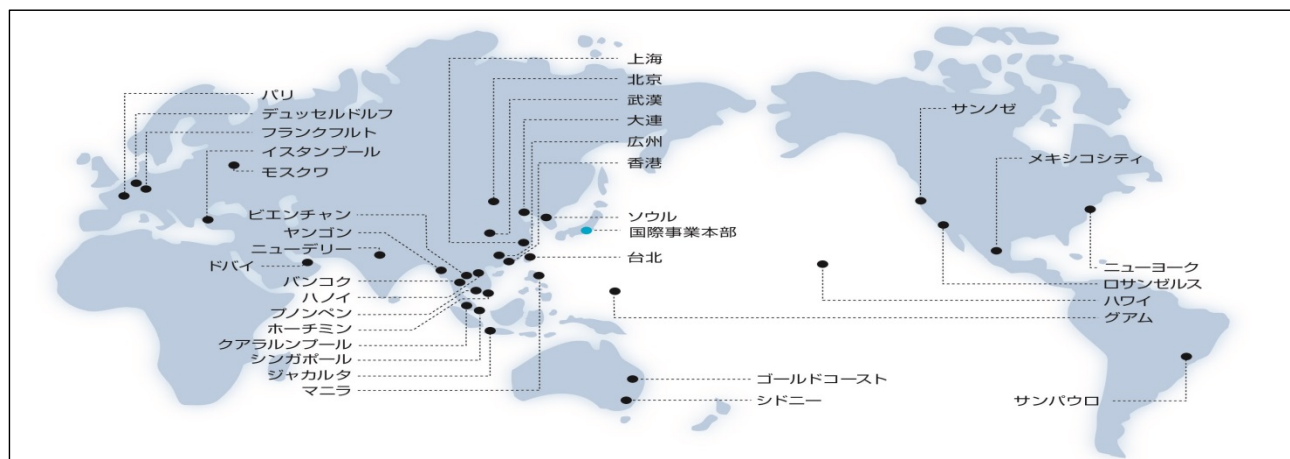 パリ
デュッセルドルフ
フランクフルト
イスタンブール
モスクワ
ビエンチャン
ヤンゴン
ニューデリー
ドバイ
バンコク
ハノイ
プノンペン
ホーチミン
クアラルンプール
シンガポール
ジャカルタ
マニラ
上海
北京
武漢
大連
広州
香港
ソウル
国際事業本部
台北
ゴールドコースト
シドニー
サンノゼ
メキシコシティ
ニューヨーク
ロサンゼルス
ハワイ
グアム
サンパウロ